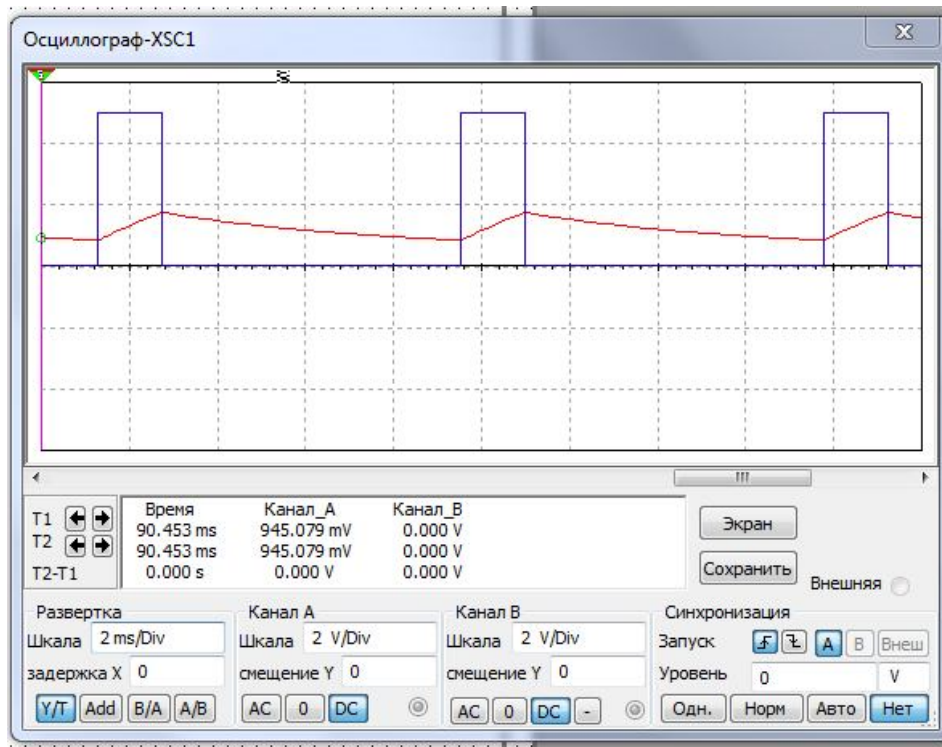 Осциллограф-XSC1
Время Канал_A Канал_B
T1 90.453 ms 945.079 mV 0.000 V
T2 90.453 ms 945.079 mV 0.000 V
T2-T1 0.000 s 0.000 V 0.000 V
Экран
Сохранить
Внешняя
Развертка
Шкала 2 ms/Div
задержка X 0
Y/T Add B/A A/B
Канал A
Шкала 2 V/Div
смещение Y 0
AC 0 DC
Канал B
Шкала 2 V/Div
смещение Y 0
AC 0 DC -
Синхронизация
Запуск A B Внеш
Уровень 0 V
Одн. Норм Авто Нет